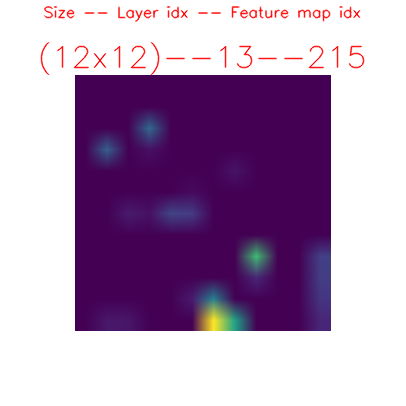 Size -- Layer idx -- Feature map idx
(12x12)--13--215